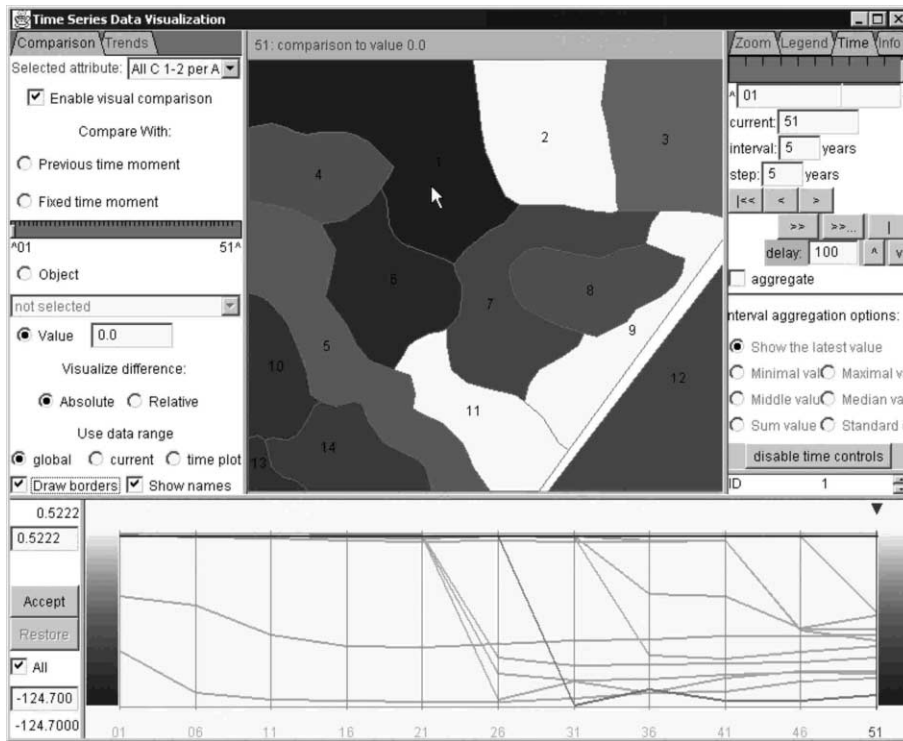 Time Series Data Visualization
Comparison Trends
51: comparison to value 0.0
Zoom Legend Time Info
Selected attribute: All C 1-2 per A
Enable visual comparison
Compare With:
Previous time moment
Fixed time moment
^01 51^
Object
not selected
Value 0.0
Visualize difference:
Absolute Relative
Use data range
global current time plot
Draw borders Show names
1
2
3
4
5
6
7
8
9
10
11
12
13
14
^ 01
current: 51
interval: 5 years
step: 5 years
|<< < >
>> >>... |
delay: 100 ^ v
aggregate
nterval aggregation options:
Show the latest value
Minimal val Maximal v
Middle valu Median va
Sum value Standard
disable time controls
ID 1
0.5222
0.5222
Accept
Restore
All
-124.700
-124.7000
01 06 11 16 21 26 31 36 41 46 51